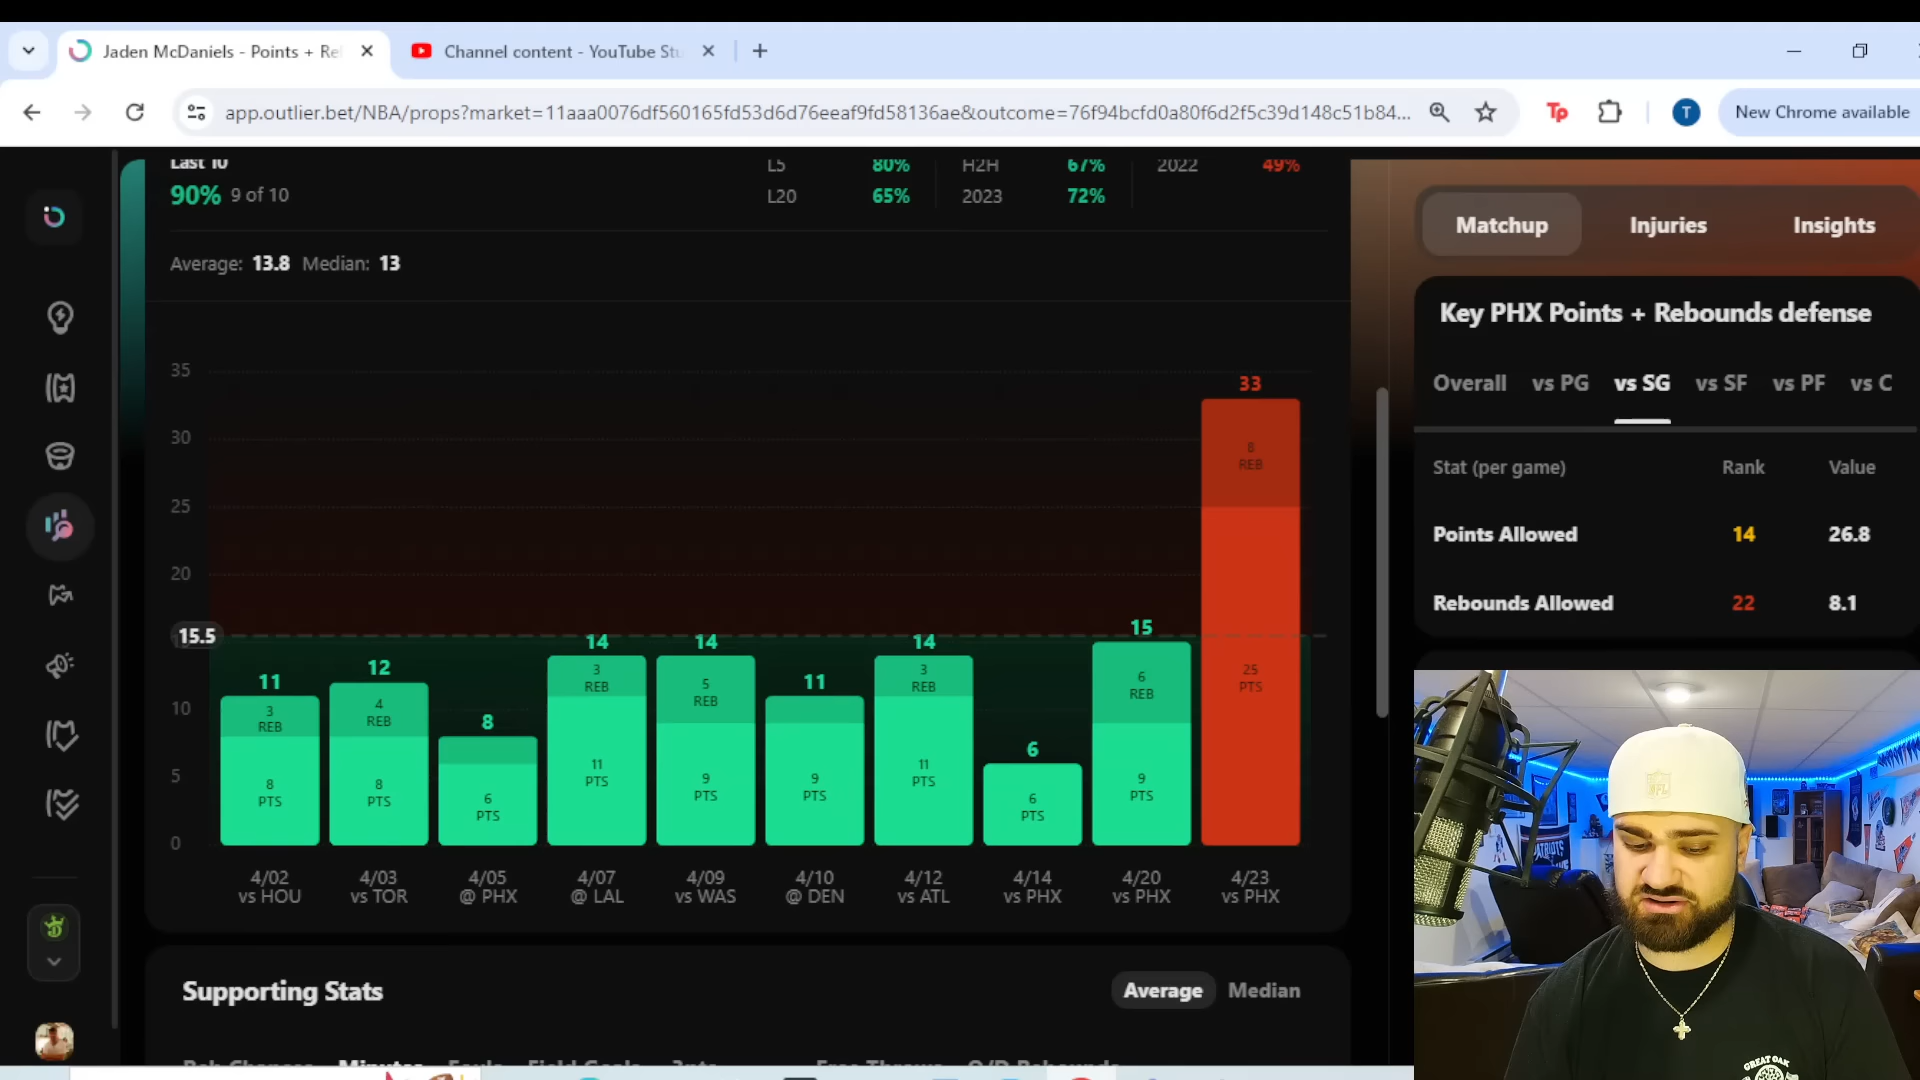 Jaden McDaniels - Points + Re
Channel content - YouTube Stu
app.outlier.bet/NBA/props?market=11aaa0076df560165fd53d6d76eeaf9fd58136ae&outcome=76f94bcfd0a80f6d2f5c39d148c51b84...
Tp
T
New Chrome available
Last 10
90% 9 of 10
L5 80% H2H 67% 2022 49%
L20 65% 2023 72%
Average: 13.8 Median: 13
35
30
25
20
15.5
10
5
0
11
3
REB
8
PTS
12
4
REB
8
PTS
8
6
PTS
14
3
REB
11
PTS
14
5
REB
9
PTS
11
9
PTS
14
3
REB
11
PTS
6
6
PTS
15
6
REB
9
PTS
33
8
REB
25
PTS
4/02 4/03 4/05 4/07 4/09 4/10 4/12 4/14 4/20 4/23
vs HOU vs TOR @ PHX @ LAL vs WAS @ DEN vs ATL vs PHX vs PHX vs PHX
Supporting Stats
Average Median
Matchup Injuries Insights
Key PHX Points + Rebounds defense
Overall vs PG vs SG vs SF vs PF vs C
Stat (per game) Rank Value
Points Allowed 14 26.8
Rebounds Allowed 22 8.1
NFL
PATRIOTS
GREAT OAK